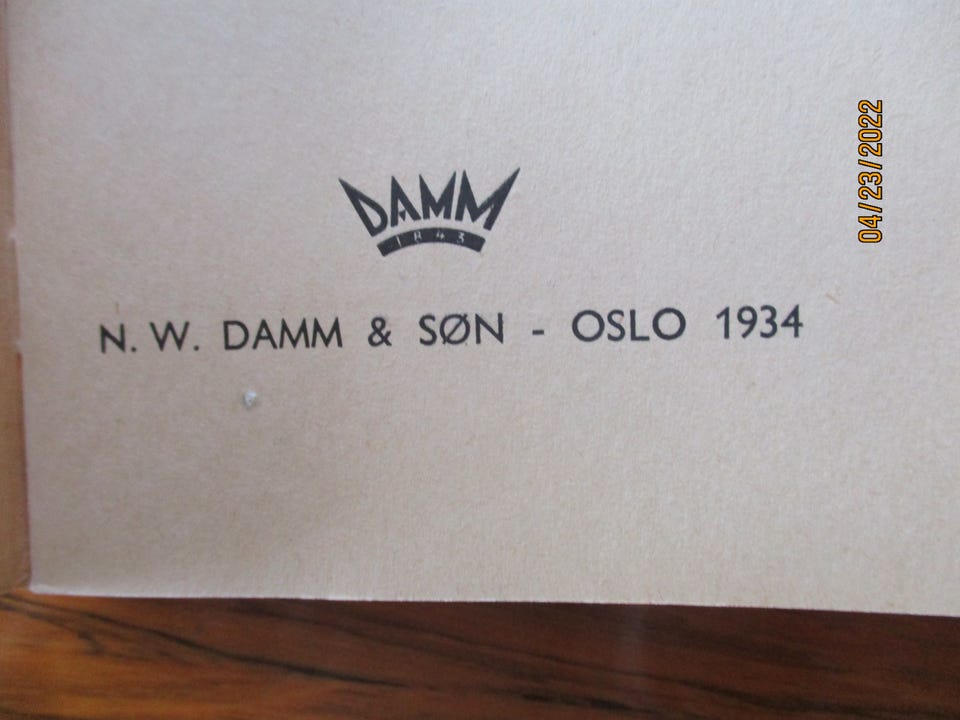 DAMM
1843
N. W. DAMM & SØN - OSLO 1934
04/23/2022